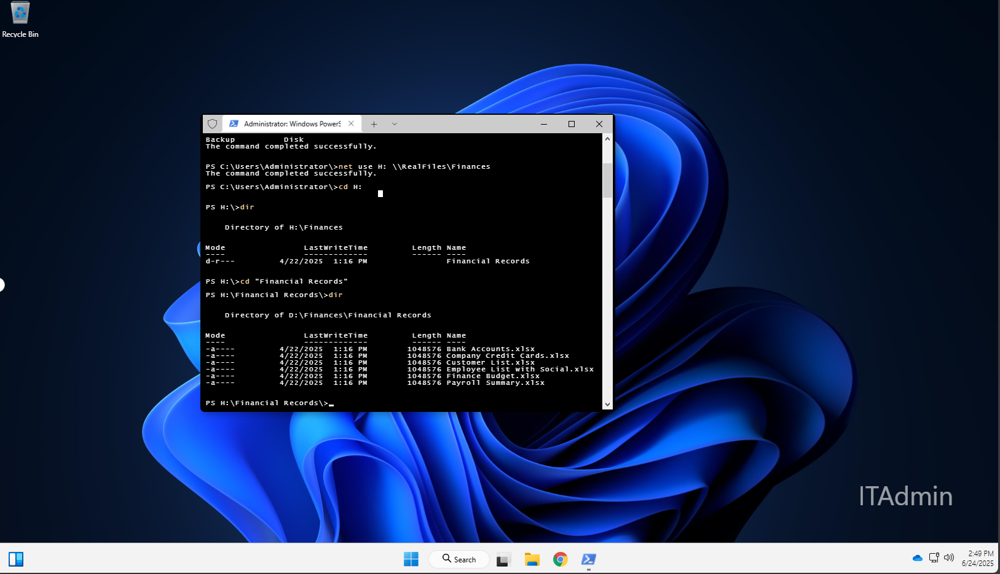 Recycle Bin
Administrator: Windows PowerS
Backup Disk
The command completed successfully.
PS C:\Users\Administrator\>net use H: \\RealFiles\Finances
The command completed successfully.
PS C:\Users\Administrator\>cd H:
PS H:\>dir
Directory of H:\Finances
Mode LastWriteTime Length Name
---- ------------- ------ ----
d-r--- 4/22/2025 1:16 PM Financial Records
PS H:\>cd "Financial Records"
PS H:\Financial Records\>dir
Directory of D:\Finances\Financial Records
Mode LastWriteTime Length Name
---- ------------- ------ ----
-a---- 4/22/2025 1:16 PM 1048576 Bank Accounts.xlsx
-a---- 4/22/2025 1:16 PM 1048576 Company Credit Cards.xlsx
-a---- 4/22/2025 1:16 PM 1048576 Customer List.xlsx
-a---- 4/22/2025 1:16 PM 1048576 Employee List with Social.xlsx
-a---- 4/22/2025 1:16 PM 1048576 Finance Budget.xlsx
-a---- 4/22/2025 1:16 PM 1048576 Payroll Summary.xlsx
PS H:\Financial Records\>
ITAdmin
Search
2:49 PM
6/24/2025